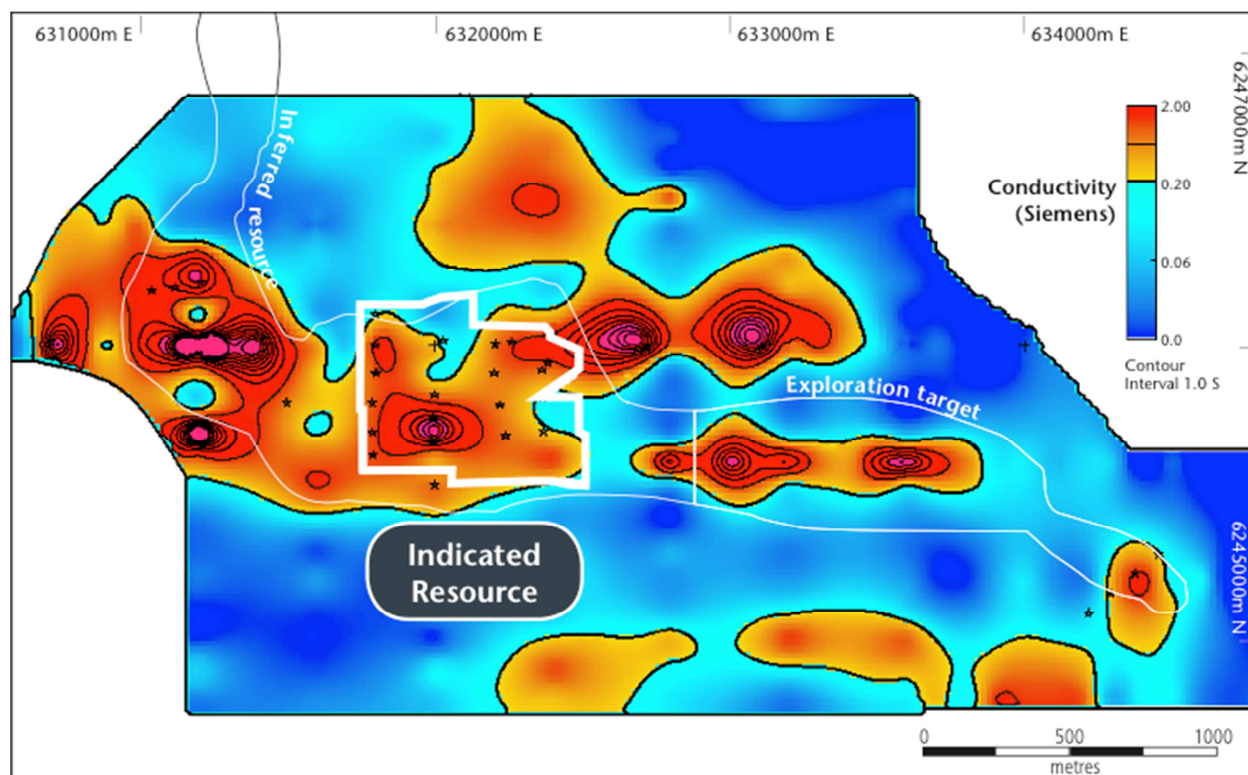 631000m E
632000m E
633000m E
634000m E
6247000m N
Inferred resource
2.00
0.20
0.06
0.0
Conductivity
(Siemens)
Contour
Interval 1.0 S
Exploration target
Indicated
Resource
6245000m N
0
500
1000
metres